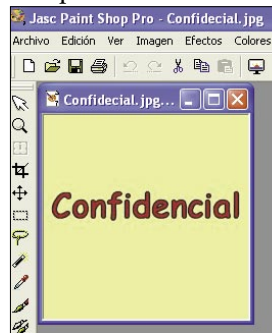 Jasc Paint Shop Pro - Confidecial.jpg
Archivo Edición Ver Imagen Efectos Colores
Confidecial.jpg...
Confidencial